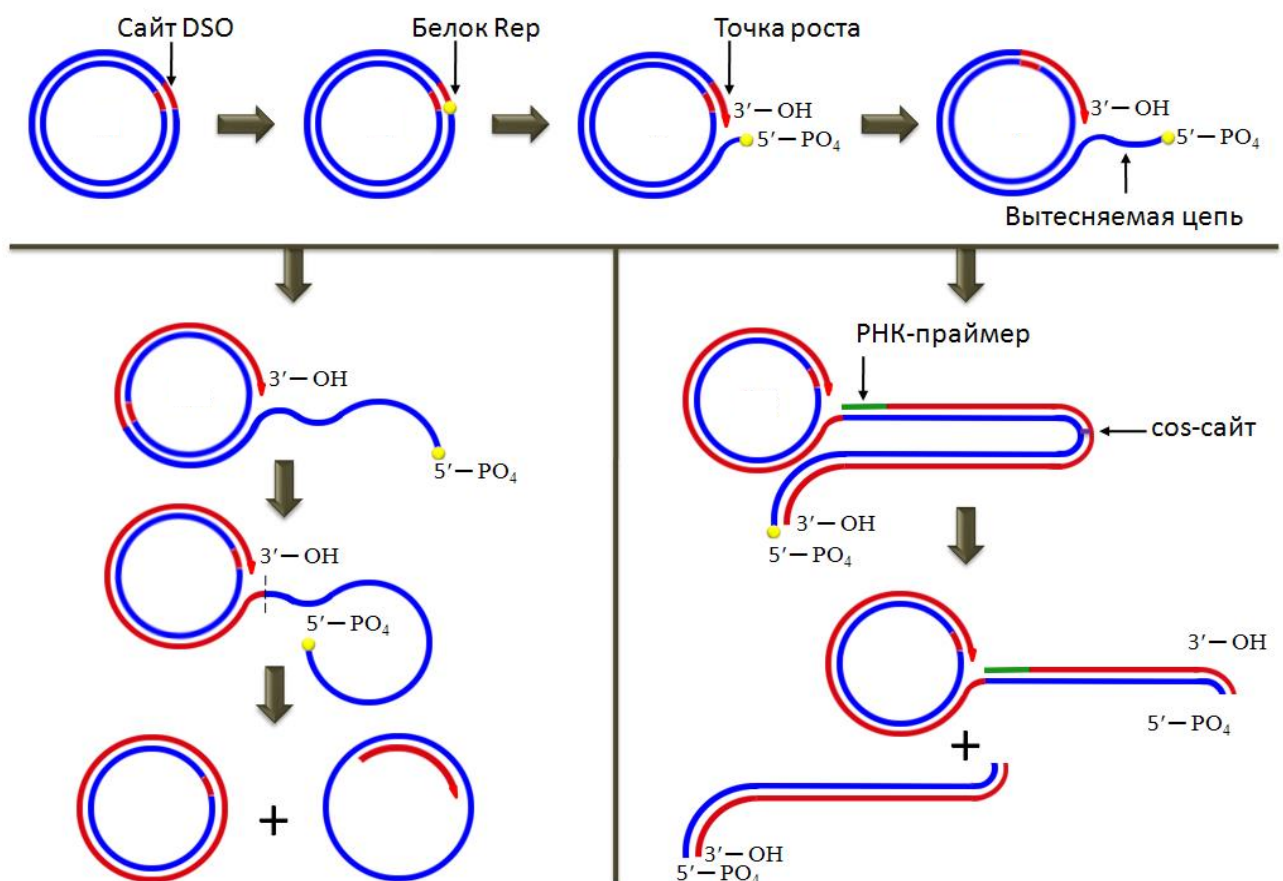 Сайт DSO
Белок Rep
Точка роста
3′ — OH
5′ — PO₄
3′ — OH
5′ — PO₄
Вытесняемая цепь
3′ — OH
5′ — PO₄
3′ — OH
5′ — PO₄
+
РНК-праймер
cos-сайт
3′ — OH
5′ — PO₄
3′ — OH
5′ — PO₄
+
3′ — OH
5′ — PO₄